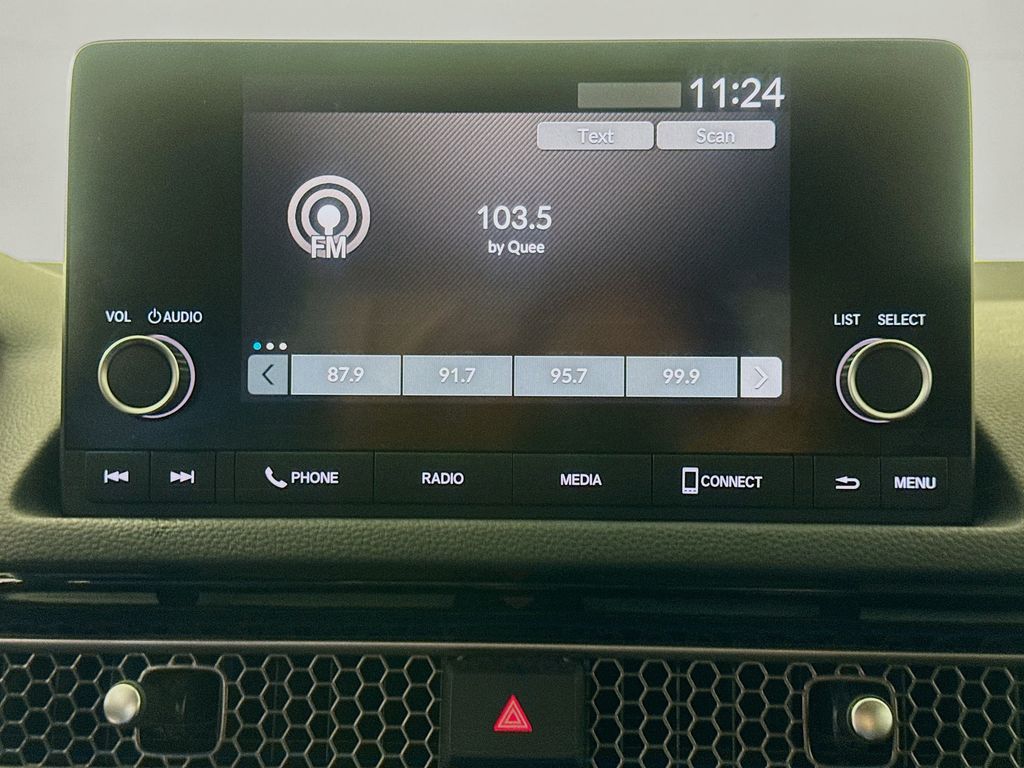 11:24
Text Scan
103.5
by Quee
FM
VOL AUDIO
LIST SELECT
87.9 91.7 95.7 99.9
PHONE RADIO MEDIA CONNECT MENU